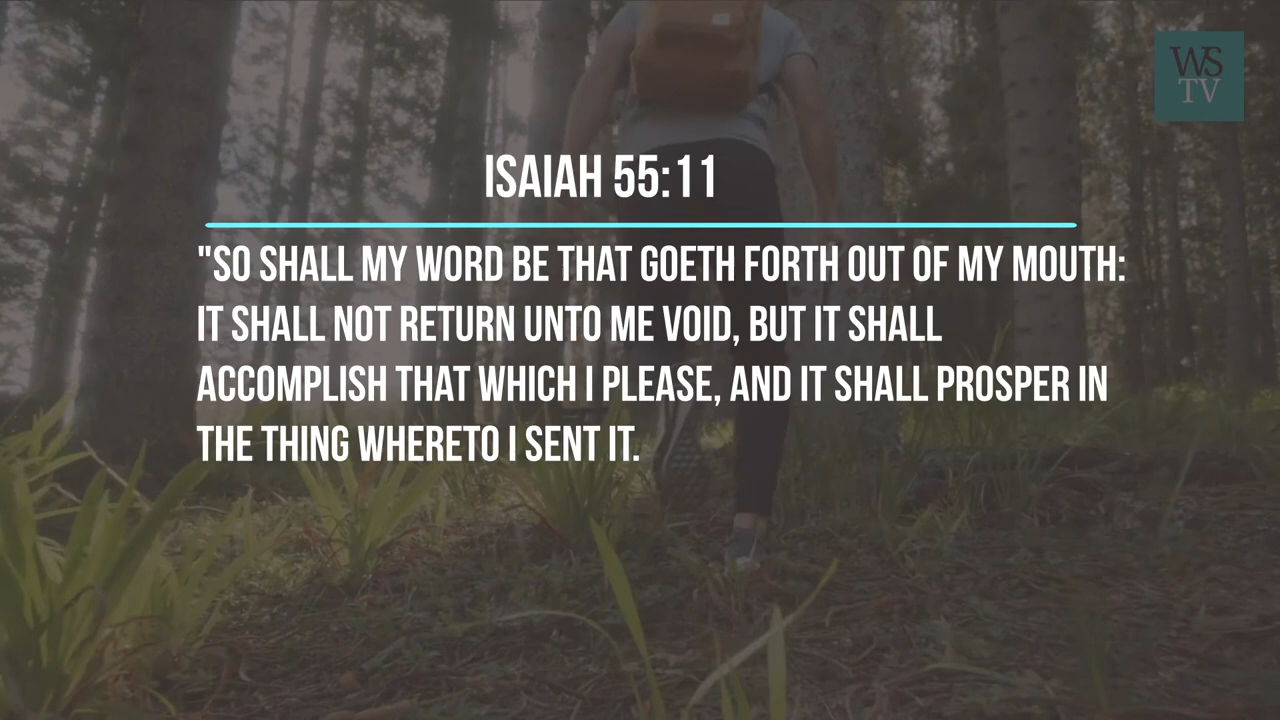 WS
TV
ISAIAH 55:11
"SO SHALL MY WORD BE THAT GOETH FORTH OUT OF MY MOUTH:
IT SHALL NOT RETURN UNTO ME VOID, BUT IT SHALL
ACCOMPLISH THAT WHICH I PLEASE, AND IT SHALL PROSPER IN
THE THING WHERETO I SENT IT.